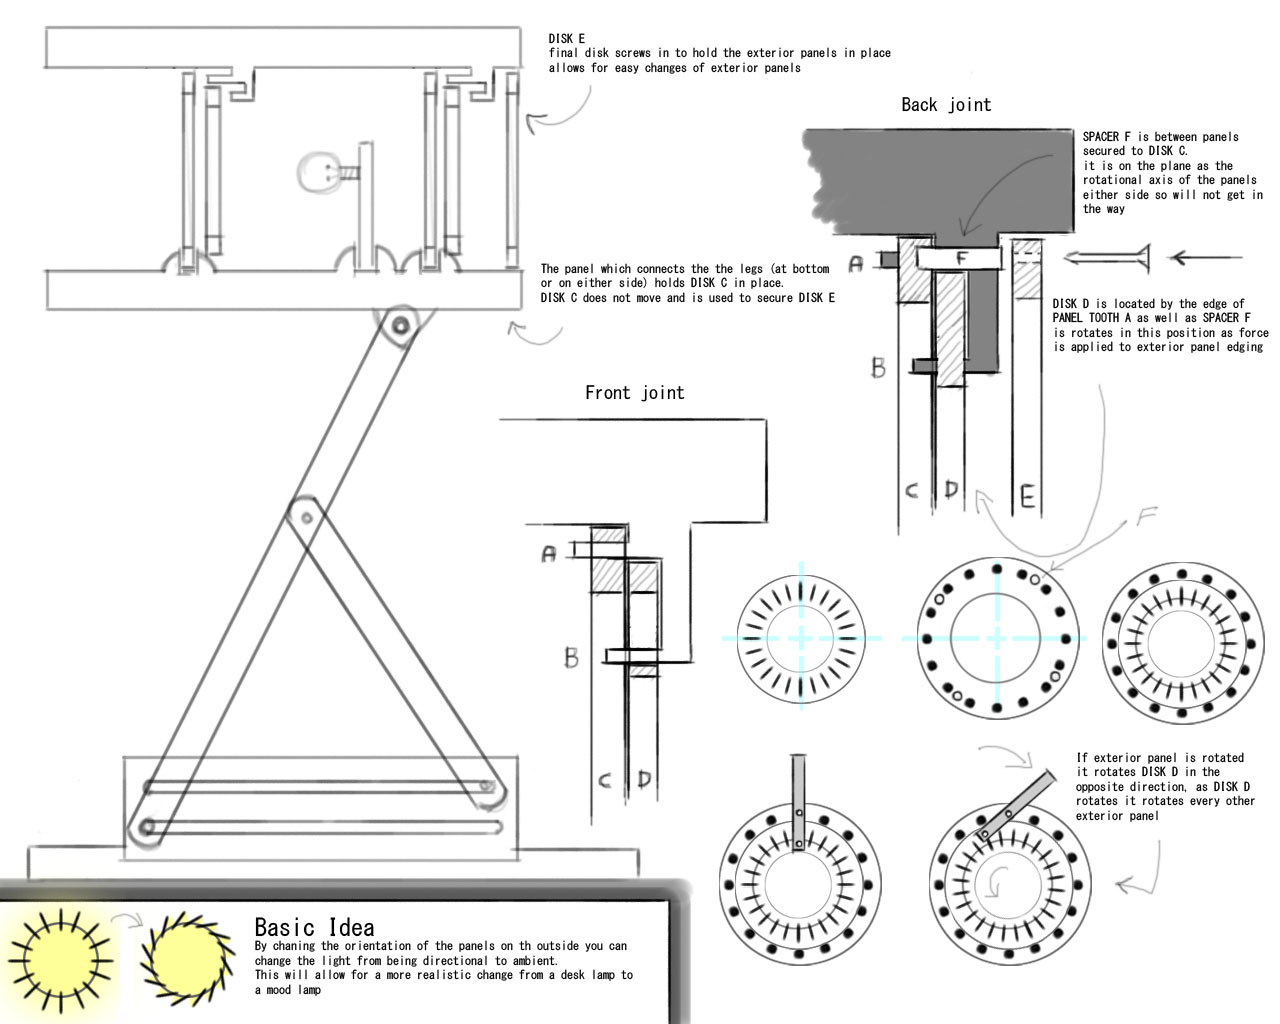 DISK E
final disk screws in to hold the exterior panels in place
allows for easy changes of exterior panels
Back joint
SPACER F is between panels
secured to DISK C.
it is on the plane as the
rotational axis of the panels
either side so will not get in
the way
A
F
The panel which connects the the legs (at bottom
or on either side) holds DISK C in place.
DISK C does not move and is used to secure DISK E
DISK D is located by the edge of
PANEL TOOTH A as well as SPACER F
is rotates in this position as force
is applied to exterior panel edging
B
Front joint
C
D
E
F
A
B
C
D
If exterior panel is rotated
it rotates DISK D in the
opposite direction, as DISK D
rotates it rotates every other
exterior panel
Basic Idea
By chaning the orientation of the panels on th outside you can
change the light from being directional to ambient.
This will allow for a more realistic change from a desk lamp to
a mood lamp